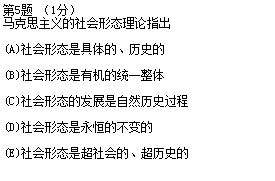 第5题 （1分）
马克思主义的社会形态理论指出
(A)社会形态是具体的、历史的
(B)社会形态是有机的统一整体
(C)社会形态的发展是自然历史过程
(D)社会形态是永恒的不变的
(E)社会形态是超社会的、超历史的